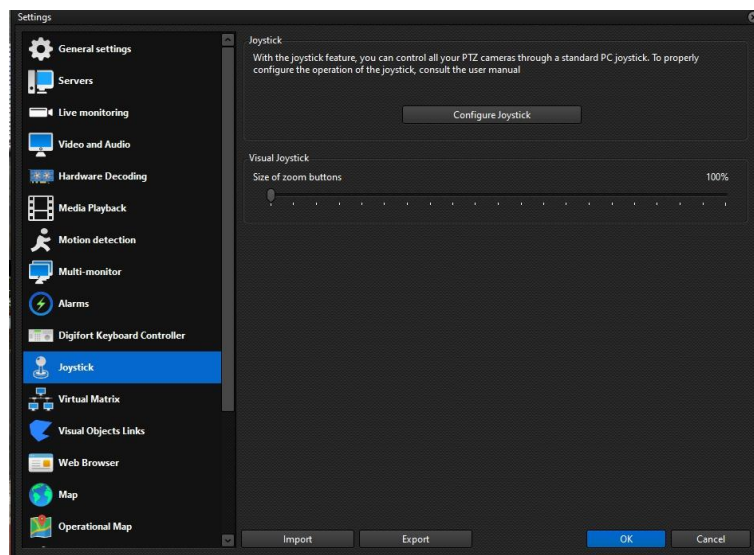 Settings
General settings
Servers
Live monitoring
Video and Audio
Hardware Decoding
Media Playback
Motion detection
Multi-monitor
Alarms
Digifort Keyboard Controller
Joystick
Virtual Matrix
Visual Objects Links
Web Browser
Map
Operational Map
Joystick
With the joystick feature, you can control all your PTZ cameras through a standard PC joystick. To properly
configure the operation of the joystick, consult the user manual
Configure Joystick
Visual Joystick
Size of zoom buttons 100%
Import Export OK Cancel